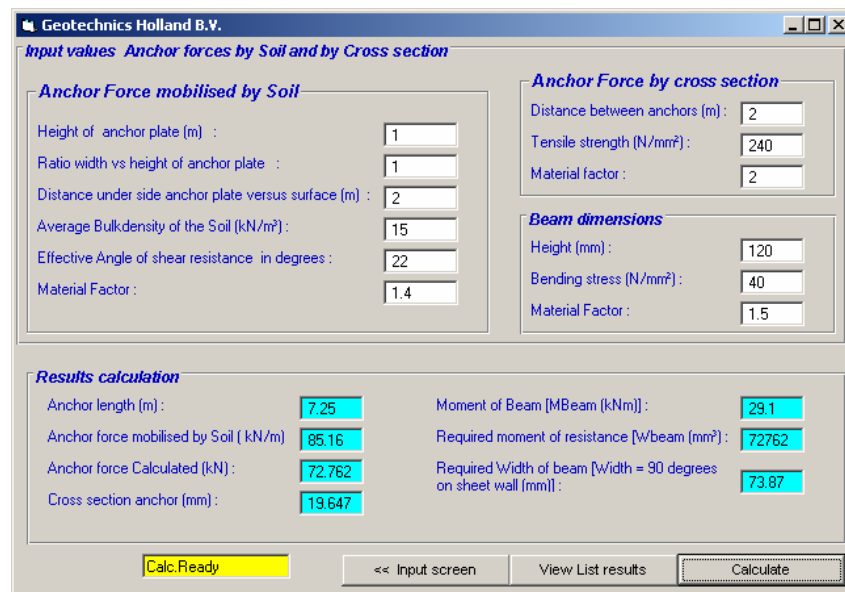 Geotechnics Holland B.V.
Input values Anchor forces by Soil and by Cross section
Anchor Force mobilised by Soil
Height of anchor plate (m) : 1
Ratio width vs height of anchor plate : 1
Distance under side anchor plate versus surface (m) : 2
Average Bulkdensity of the Soil (kN/m³) : 15
Effective Angle of shear resistance in degrees : 22
Material Factor : 1.4
Anchor Force by cross section
Distance between anchors (m) : 2
Tensile strength (N/mm²) : 240
Material factor : 2
Beam dimensions
Height (mm) : 120
Bending stress (N/mm²) : 40
Material Factor : 1.5
Results calculation
Anchor length (m) : 7.25
Anchor force mobilised by Soil ( kN/m) 85.16
Anchor force Calculated (kN) : 72.762
Cross section anchor (mm) : 19.647
Moment of Beam [MBeam (kNm)] : 29.1
Required moment of resistance [Wbeam (mm³) : 72762
Required Width of beam [Width = 90 degrees
on sheet wall (mm)] : 73.87
Calc.Ready
<< Input screen
View List results
Calculate